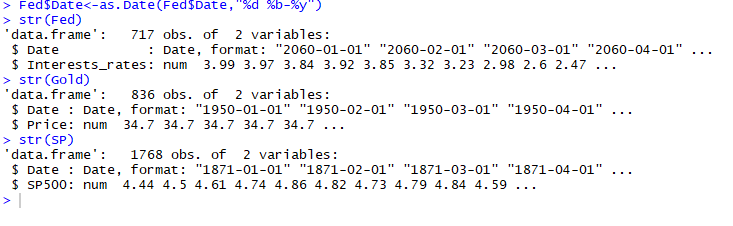 > Fed$Date<-as.Date(Fed$Date,"%d %b-%y")
> str(Fed)
'data.frame':   717 obs. of  2 variables:
 $ Date           : Date, format: "2060-01-01" "2060-02-01" "2060-03-01" "2060-04-01" ...
 $ Interests_rates: num  3.99 3.97 3.84 3.92 3.85 3.32 3.23 2.98 2.6 2.47 ...
> str(Gold)
'data.frame':   836 obs. of  2 variables:
 $ Date : Date, format: "1950-01-01" "1950-02-01" "1950-03-01" "1950-04-01" ...
 $ Price: num  34.7 34.7 34.7 34.7 34.7 ...
> str(SP)
'data.frame':   1768 obs. of  2 variables:
 $ Date : Date, format: "1871-01-01" "1871-02-01" "1871-03-01" "1871-04-01" ...
 $ SP500: num  4.44 4.5 4.61 4.74 4.86 4.82 4.73 4.79 4.84 4.59 ...
>